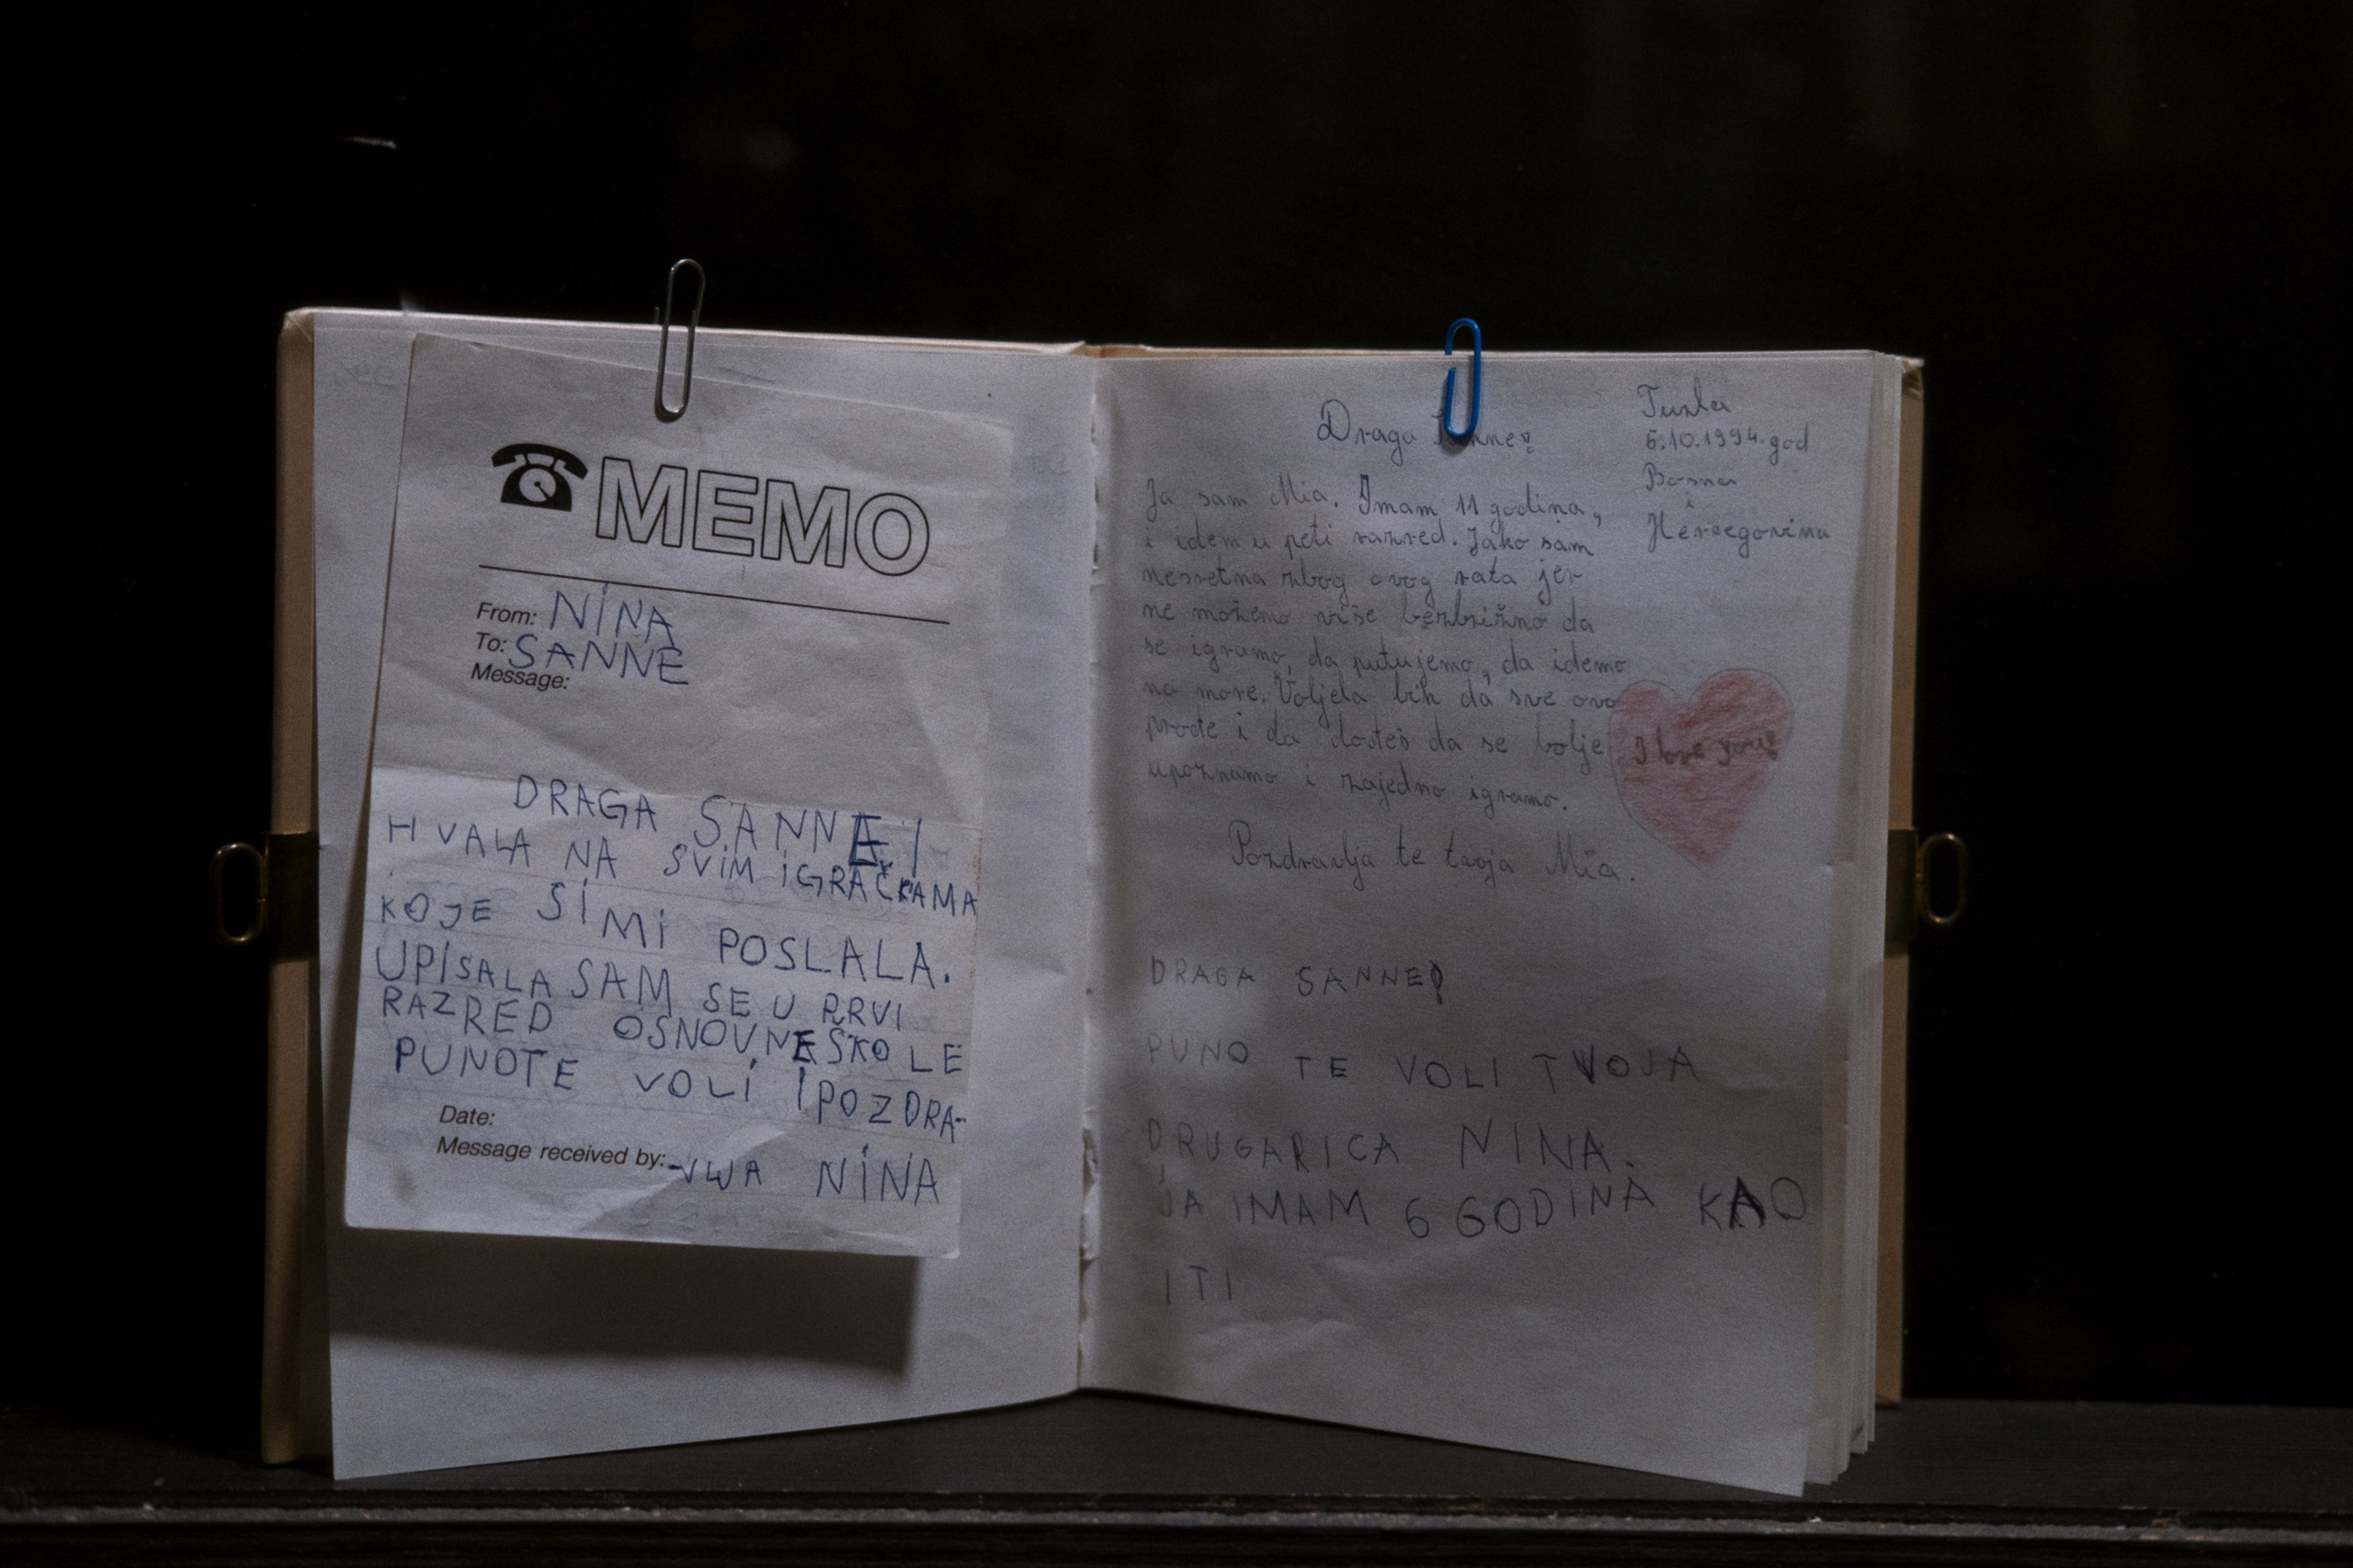 MEMO
From: NINA
To: SANNE
Message:
DRAGA SANNE!
HVALA NA SVIM IGRAČKAMA
KOJE SI MI POSLALA.
UPISALA SAM SE U PRVI
RAZRED OSNOVNE ŠKOLE
PUNOTE VOLI I POZDRA-
Date:
Message received by: -VLJA NINA
Tuzla
6.10.1994. god
Bosna
i
Hercegovina
Draga Sanne!
Ja sam Mia. Imam 11 godina,
i idem u peti razred. Jako sam
nesretna zbog ovog rata jer
ne možemo više bezbrižno da
se igramo, da putujemo, da idemo
na more. Voljela bih da sve ovo
prođe i da dođeš da se bolje
upoznamo i zajedno igramo.
I love you!
Pozdravlja te tvoja Mia.
DRAGA SANNE!
PUNO TE VOLI TVOJA
DRUGARICA NINA.
JA IMAM 6 GODINA KAO
I TI